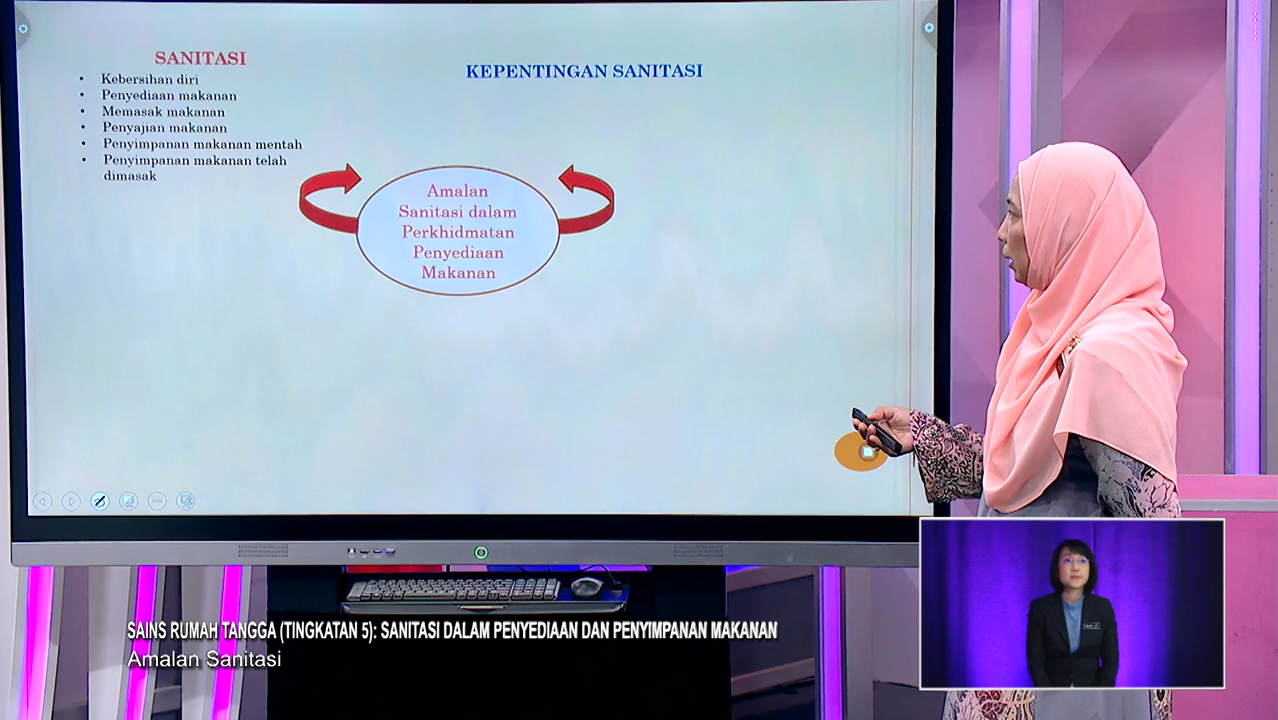 SANITASI
• Kebersihan diri
• Penyediaan makanan
• Memasak makanan
• Penyajian makanan
• Penyimpanan makanan mentah
• Penyimpanan makanan telah
dimasak
KEPENTINGAN SANITASI
Amalan
Sanitasi dalam
Perkhidmatan
Penyediaan
Makanan
SAINS RUMAH TANGGA (TINGKATAN 5): SANITASI DALAM PENYEDIAAN DAN PENYIMPANAN MAKANAN
Amalan Sanitasi